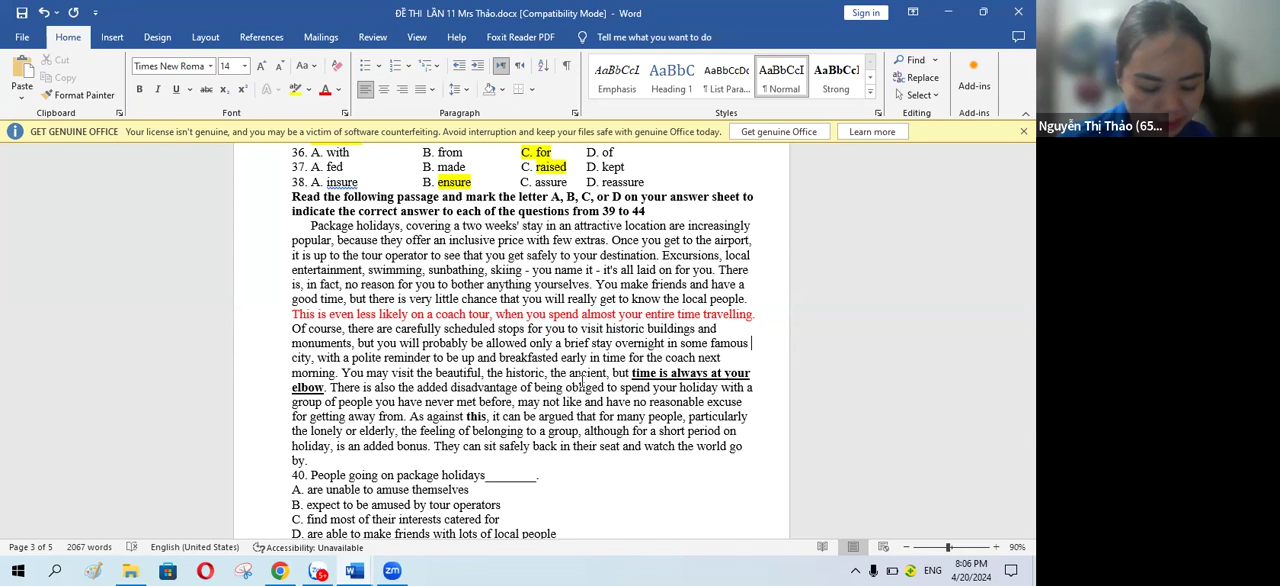 ĐỀ THI LẦN 11 Mrs Thảo.docx [Compatibility Mode] - Word
Sign in
File Home Insert Design Layout References Mailings Review View Help Foxit Reader PDF Tell me what you want to do
Paste
Cut
Copy
Format Painter
Clipboard
Times New Roma 14
B I U abc x₂ x² A
Font
Paragraph
AaBbCcL Emphasis
AaBbC Heading 1
AaBbCcDc ¶ List Para...
AaBbCcI ¶ Normal
AaBbCcl Strong
Styles
Find
Replace
Select
Editing
Add-ins
Add-ins
GET GENUINE OFFICE Your license isn't genuine, and you may be a victim of software counterfeiting. Avoid interruption and keep your files safe with genuine Office today. Get genuine Office Learn more
Nguyễn Thị Thảo (65...
36. A. with B. from C. for D. of
37. A. fed B. made C. raised D. kept
38. A. insure B. ensure C. assure D. reassure
Read the following passage and mark the letter A, B, C, or D on your answer sheet to
indicate the correct answer to each of the questions from 39 to 44
Package holidays, covering a two weeks' stay in an attractive location are increasingly
popular, because they offer an inclusive price with few extras. Once you get to the airport,
it is up to the tour operator to see that you get safely to your destination. Excursions, local
entertainment, swimming, sunbathing, skiing - you name it - it's all laid on for you. There
is, in fact, no reason for you to bother anything yourselves. You make friends and have a
good time, but there is very little chance that you will really get to know the local people.
This is even less likely on a coach tour, when you spend almost your entire time travelling.
Of course, there are carefully scheduled stops for you to visit historic buildings and
monuments, but you will probably be allowed only a brief stay overnight in some famous
city, with a polite reminder to be up and breakfasted early in time for the coach next
morning. You may visit the beautiful, the historic, the ancient, but time is always at your
elbow. There is also the added disadvantage of being obliged to spend your holiday with a
group of people you have never met before, may not like and have no reasonable excuse
for getting away from. As against this, it can be argued that for many people, particularly
the lonely or elderly, the feeling of belonging to a group, although for a short period on
holiday, is an added bonus. They can sit safely back in their seat and watch the world go
by.
40. People going on package holidays________.
A. are unable to amuse themselves
B. expect to be amused by tour operators
C. find most of their interests catered for
D. are able to make friends with lots of local people
Page 3 of 5 2067 words English (United States) Accessibility: Unavailable 90%
ENG
8:06 PM
4/20/2024